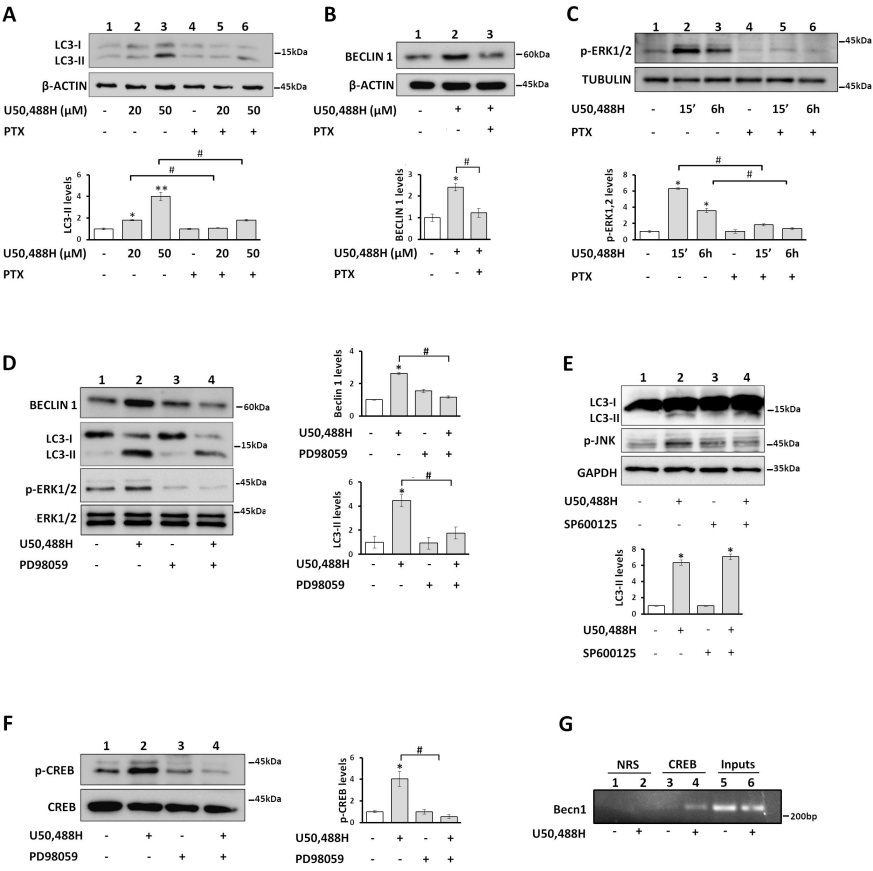 A
1 2 3 4 5 6
LC3-I
LC3-II
15kDa
β-ACTIN
45kDa
U50,488H (μM) - 20 50 - 20 50
PTX - - - + + +
LC3-II levels
6
4
2
0
* ** # #
U50,488H (μM) - 20 50 - 20 50
PTX - - - + + +
B
1 2 3
BECLIN 1
60kDa
β-ACTIN
45kDa
U50,488H (μM) - + +
PTX - - +
BECLIN 1 levels
3
2
1
0
* #
U50,488H (μM) - + +
PTX - - +
C
1 2 3 4 5 6
p-ERK1/2
45kDa
TUBULIN
45kDa
U50,488H - 15’ 6h - 15’ 6h
PTX - - - + + +
p-ERK1,2 levels
8
6
4
2
0
* * # #
U50,488H - 15’ 6h - 15’ 6h
PTX - - - + + +
D
1 2 3 4
BECLIN 1
60kDa
LC3-I
LC3-II
15kDa
p-ERK1/2
45kDa
ERK1/2
45kDa
U50,488H - + - +
PD98059 - - + +
Beclin 1 levels
4
2
0
* #
U50,488H - + - +
PD98059 - - + +
LC3-II levels
6
4
2
0
* #
U50,488H - + - +
PD98059 - - + +
E
1 2 3 4
LC3-I
LC3-II
15kDa
p-JNK
45kDa
GAPDH
35kDa
U50,488H - + - +
SP600125 - - + +
LC3-II levels
8
6
4
2
0
* *
U50,488H - + - +
SP600125 - - + +
F
1 2 3 4
p-CREB
45kDa
CREB
45kDa
U50,488H - + - +
PD98059 - - + +
p-CREB levels
6
4
2
0
* #
U50,488H - + - +
PD98059 - - + +
G
NRS CREB Inputs
1 2 3 4 5 6
Becn1
200bp
U50,488H - + - + - +